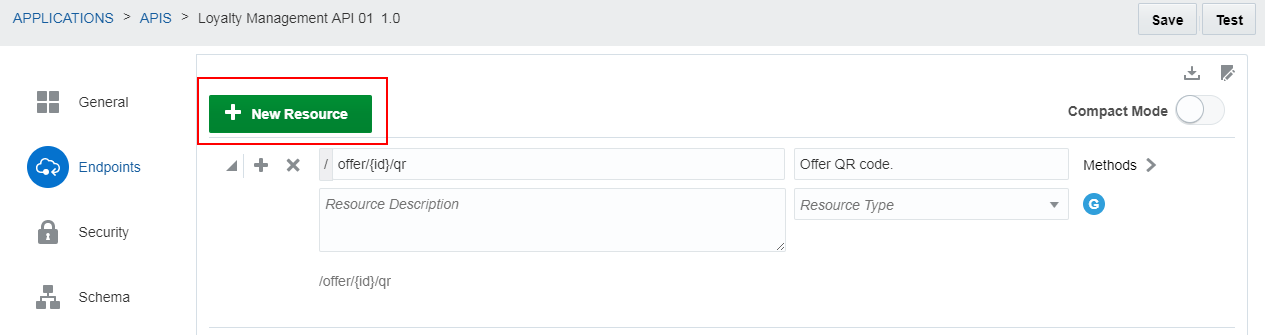 APPLICATIONS > APIS > Loyalty Management API 01 1.0 Save Test
General
New Resource
Compact Mode
Endpoints
/ offer/{id}/qr Offer QR code. Methods
Resource Description Resource Type G
Security
/offer/{id}/qr
Schema